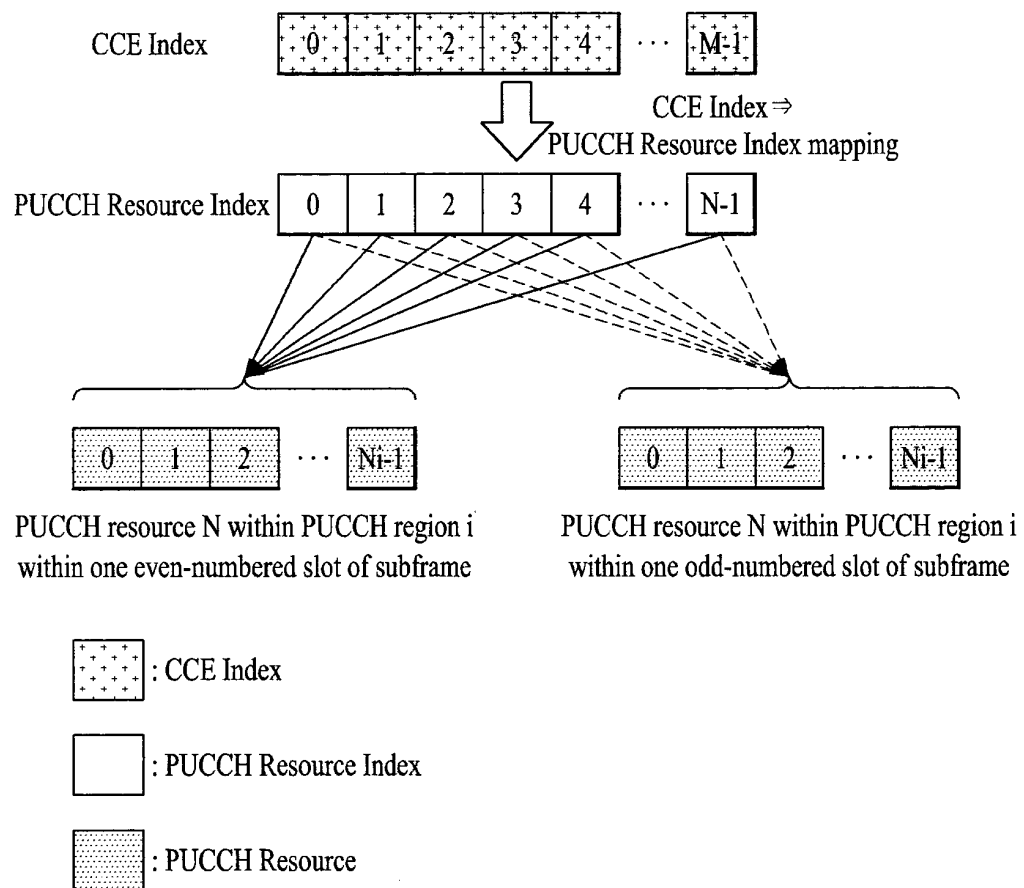 CCE Index 0 1 2 3 4 ... M-1
CCE Index⇒
PUCCH Resource Index mapping
PUCCH Resource Index 0 1 2 3 4 ... N-1
0 1 2 ... Ni-1 0 1 2 ... Ni-1
PUCCH resource N within PUCCH region i
within one even-numbered slot of subframe
PUCCH resource N within PUCCH region i
within one odd-numbered slot of subframe
: CCE Index
: PUCCH Resource Index
: PUCCH Resource